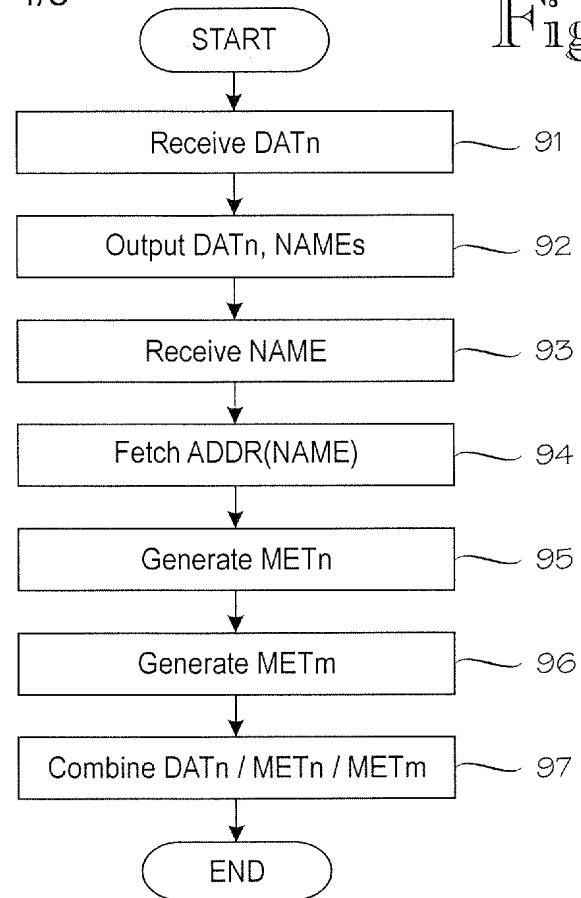 START
Receive DATn 91
Output DATn, NAMEs 92
Receive NAME 93
Fetch ADDR(NAME) 94
Generate METn 95
Generate METm 96
Combine DATn / METn / METm 97
END